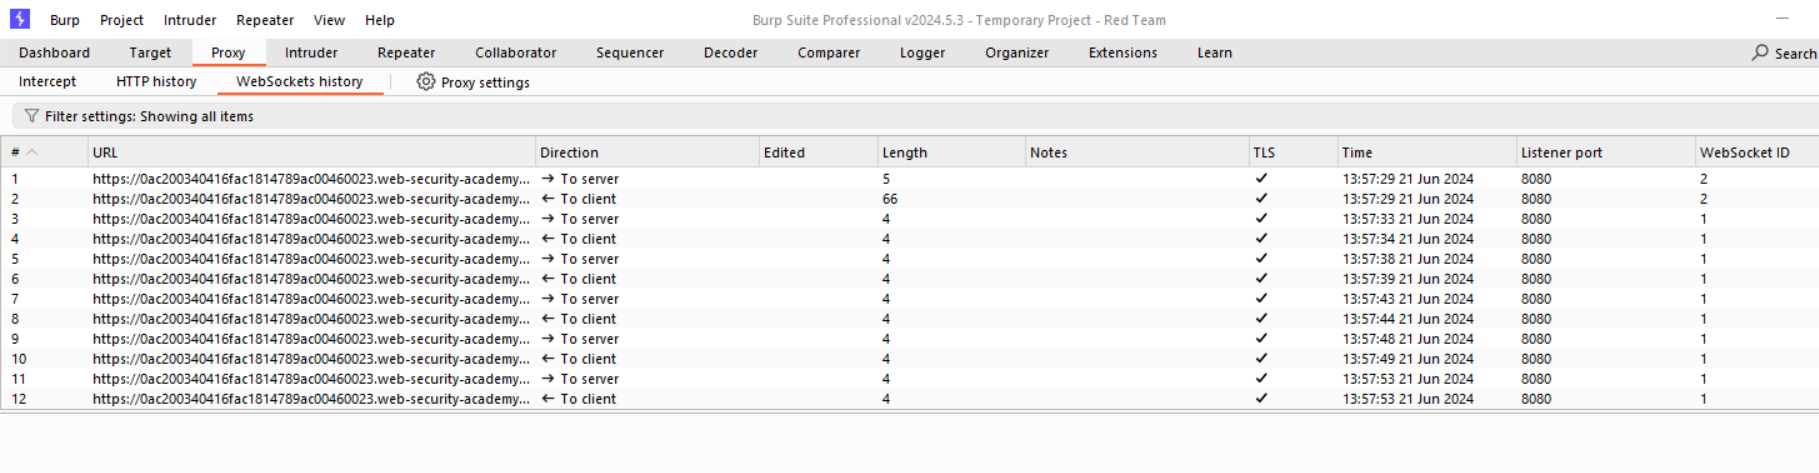 Burp Project Intruder Repeater View Help Burp Suite Professional v2024.5.3 - Temporary Project - Red Team
Dashboard Target Proxy Intruder Repeater Collaborator Sequencer Decoder Comparer Logger Organizer Extensions Learn Search
Intercept HTTP history WebSockets history Proxy settings
Filter settings: Showing all items
# URL Direction Edited Length Notes TLS Time Listener port WebSocket ID
1 https://0ac200340416fac1814789ac00460023.web-security-academy... → To server 5 ✓ 13:57:29 21 Jun 2024 8080 2
2 https://0ac200340416fac1814789ac00460023.web-security-academy... ← To client 66 ✓ 13:57:29 21 Jun 2024 8080 2
3 https://0ac200340416fac1814789ac00460023.web-security-academy... → To server 4 ✓ 13:57:33 21 Jun 2024 8080 1
4 https://0ac200340416fac1814789ac00460023.web-security-academy... ← To client 4 ✓ 13:57:34 21 Jun 2024 8080 1
5 https://0ac200340416fac1814789ac00460023.web-security-academy... → To server 4 ✓ 13:57:38 21 Jun 2024 8080 1
6 https://0ac200340416fac1814789ac00460023.web-security-academy... ← To client 4 ✓ 13:57:39 21 Jun 2024 8080 1
7 https://0ac200340416fac1814789ac00460023.web-security-academy... → To server 4 ✓ 13:57:43 21 Jun 2024 8080 1
8 https://0ac200340416fac1814789ac00460023.web-security-academy... ← To client 4 ✓ 13:57:44 21 Jun 2024 8080 1
9 https://0ac200340416fac1814789ac00460023.web-security-academy... → To server 4 ✓ 13:57:48 21 Jun 2024 8080 1
10 https://0ac200340416fac1814789ac00460023.web-security-academy... ← To client 4 ✓ 13:57:49 21 Jun 2024 8080 1
11 https://0ac200340416fac1814789ac00460023.web-security-academy... → To server 4 ✓ 13:57:53 21 Jun 2024 8080 1
12 https://0ac200340416fac1814789ac00460023.web-security-academy... ← To client 4 ✓ 13:57:53 21 Jun 2024 8080 1